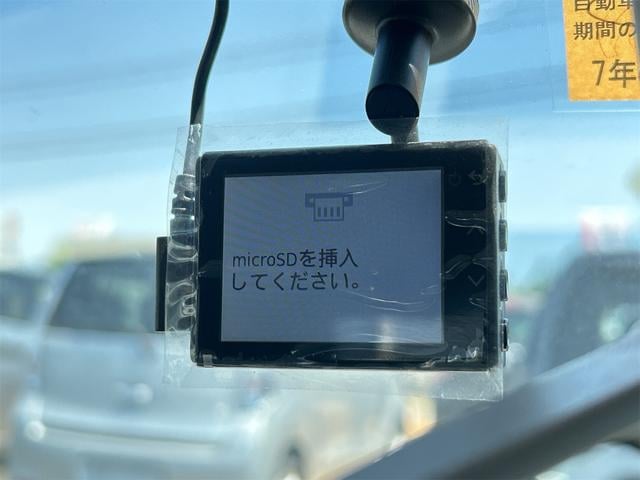 自動車
期間の
7年
microSDを挿入
してください。